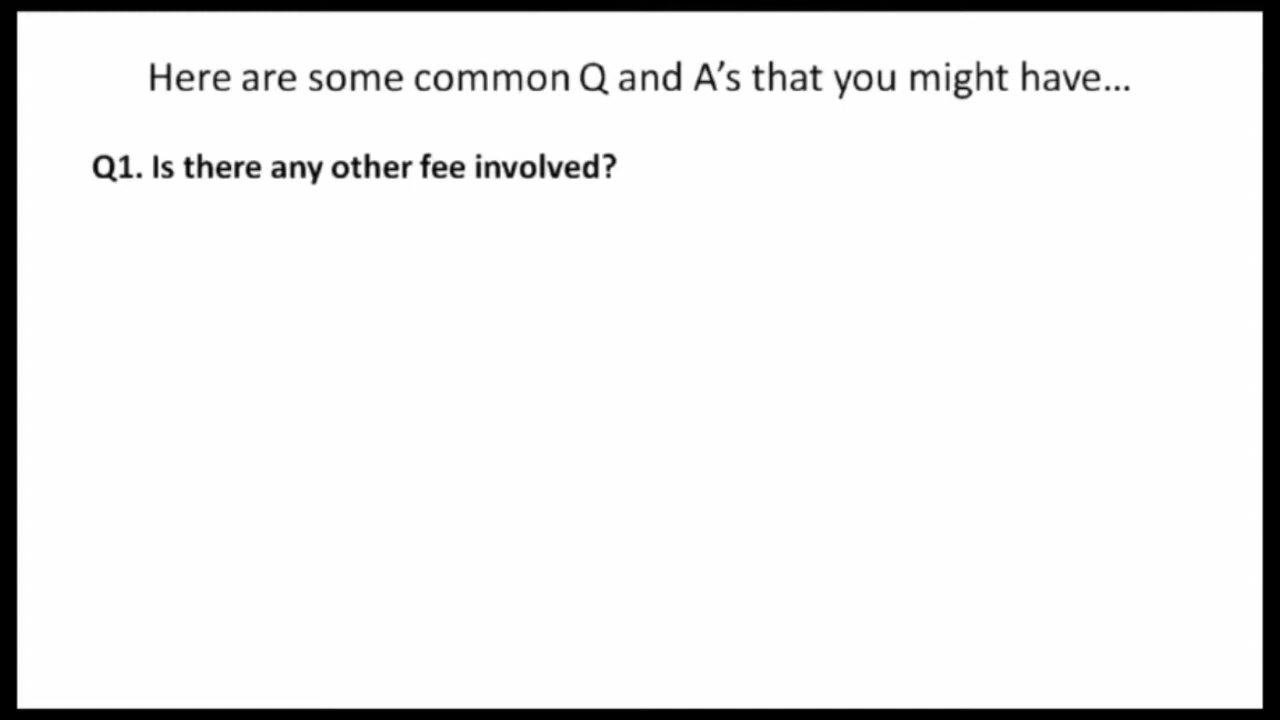 Here are some common Q and A’s that you might have…
Q1. Is there any other fee involved?